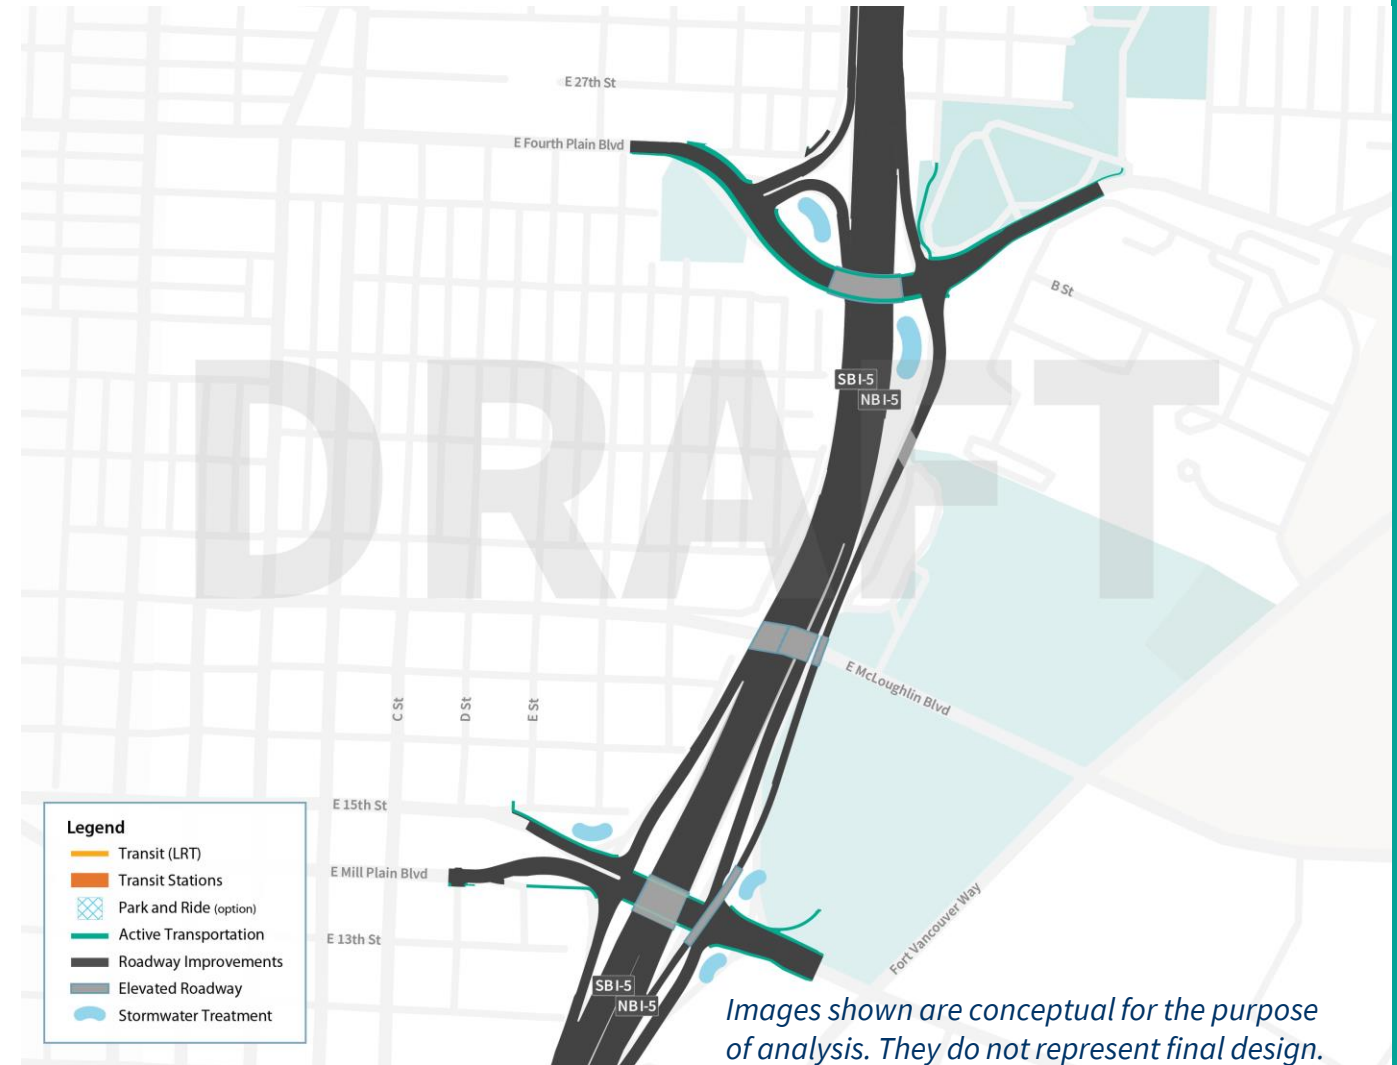 E 27th St
E Fourth Plain Blvd
B St
SB I-5
NB I-5
DRAFT
E McLoughlin Blvd
C St
D St
E St
E 15th St
E Mill Plain Blvd
E 13th St
Fort Vancouver Way
SB I-5
NB I-5
Legend
Transit (LRT)
Transit Stations
Park and Ride (option)
Active Transportation
Roadway Improvements
Elevated Roadway
Stormwater Treatment
Images shown are conceptual for the purpose
of analysis. They do not represent final design.